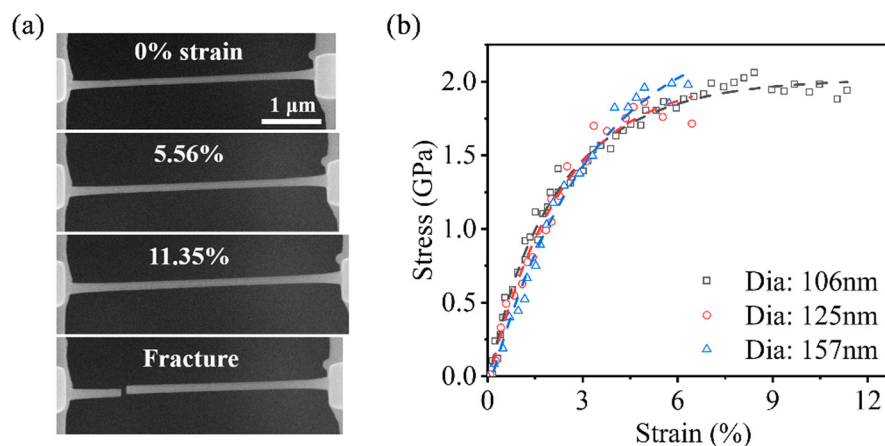 (a)
0% strain
1 μm
5.56%
11.35%
Fracture
(b)
Stress (GPa)
2.0
1.5
1.0
0.5
0.0
0
3
6
9
12
Strain (%)
Dia: 106nm
Dia: 125nm
Dia: 157nm